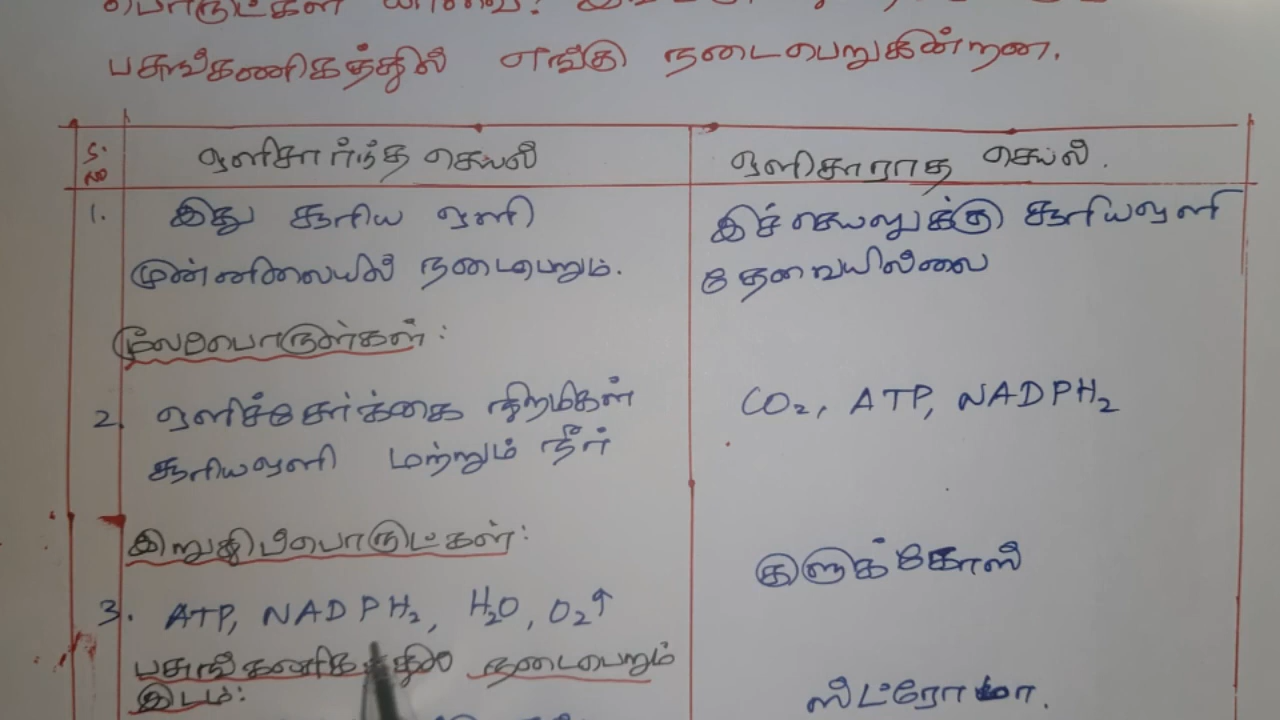 பசுங்கணிகத்தில் எங்கு நடைபெறுகின்றன.
S. No
ஒளிசார்ந்த செயல்
ஒளிசாராத செயல்.
1. இது சூரிய ஒளி
முன்னிலையில் நடைபெறும்.
இச்செயலுக்கு சூரியஒளி
தேவையில்லை
மூலப்பொருள்கள்:
2. ஒளிச்சேர்க்கை நிறமிகள்
சூரியஒளி மற்றும் நீர்
CO₂, ATP, NADPH₂
இறுதிப்பொருட்கள்:
3. ATP, NADPH₂, H₂O, O₂↑
குளுக்கோஸ்
பசுங்கணிகத்தில் நடைபெறும்
இடம்:
ஸ்ட்ரோமா.